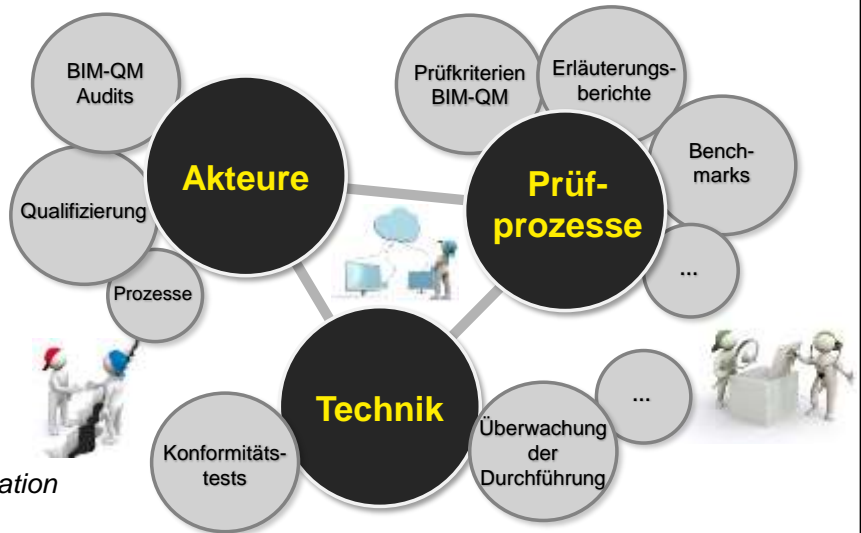 BIM-QM
Audits
Qualifizierung
Prozesse
Akteure
Prüfkriterien
BIM-QM
Erläuterungs-
berichte
Bench-
marks
...
Prüf-
prozesse
Technik
Konformitäts-
tests
Überwachung
der
Durchführung
...
ation